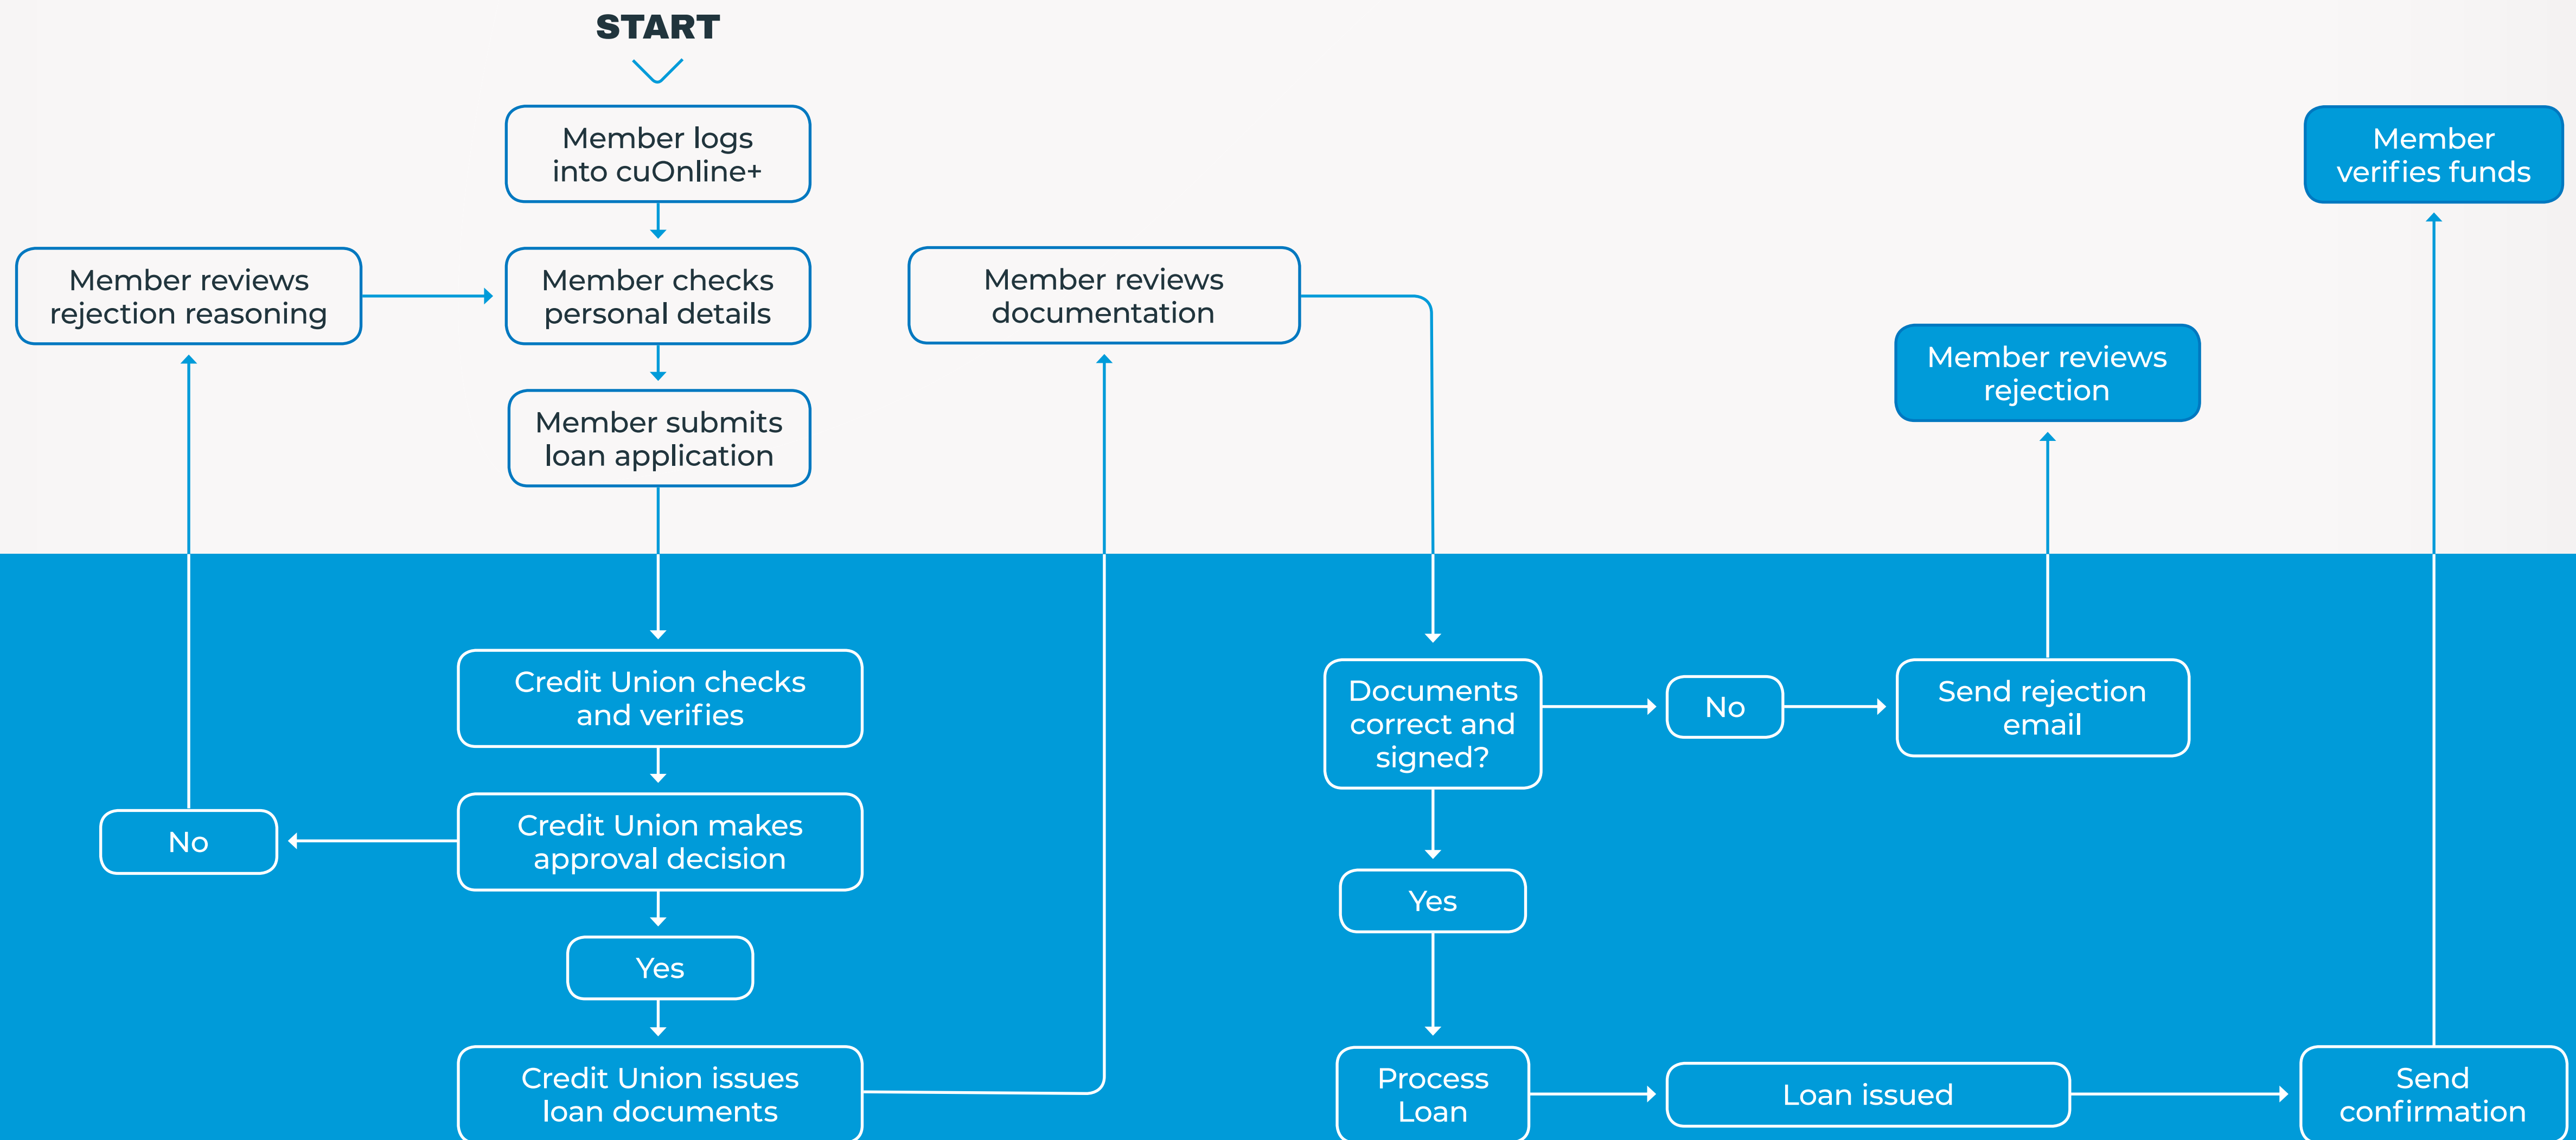 START
Member logs
into cuOnline+
Member
verifies funds
Member reviews
rejection reasoning
Member checks
personal details
Member reviews
documentation
Member reviews
rejection
Member submits
loan application
Credit Union checks
and verifies
Documents
correct and
signed?
No
Send rejection
email
No
Credit Union makes
approval decision
Yes
Yes
Credit Union issues
loan documents
Process
Loan
Loan issued
Send
confirmation